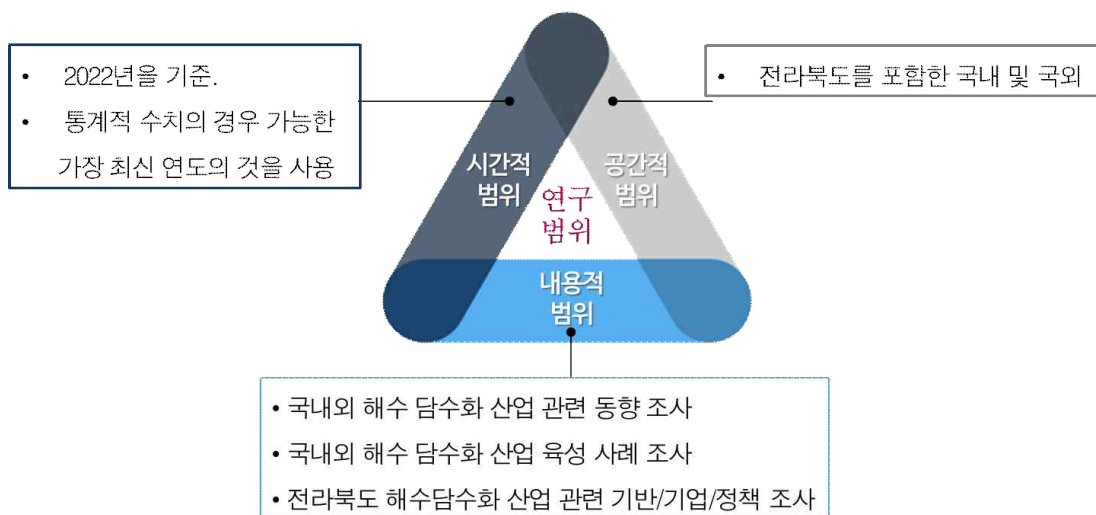 • 2022년을 기준.
• 통계적 수치의 경우 가능한
가장 최신 연도의 것을 사용
• 전라북도를 포함한 국내 및 국외
시간적
범위
공간적
범위
연구
범위
내용적
범위
• 국내외 해수 담수화 산업 관련 동향 조사
• 국내외 해수 담수화 산업 육성 사례 조사
• 전라북도 해수담수화 산업 관련 기반/기업/정책 조사